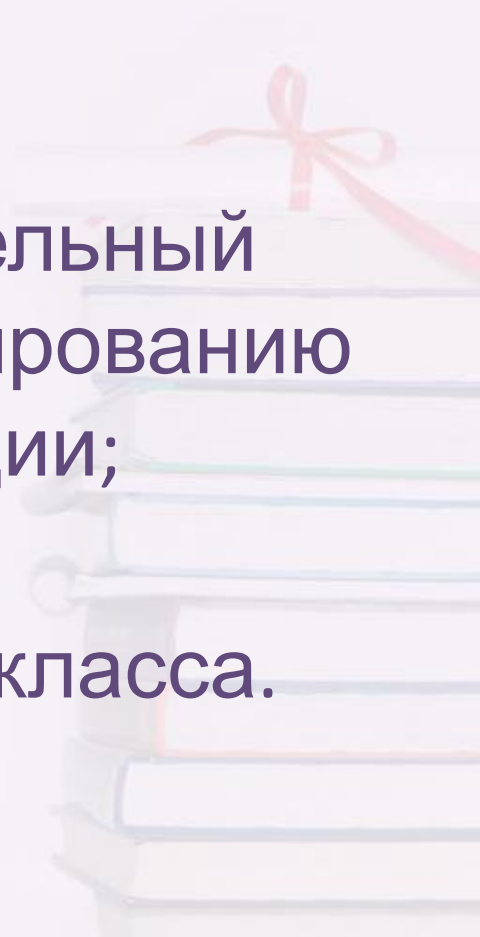 ельный
ированию
ции;
класса.